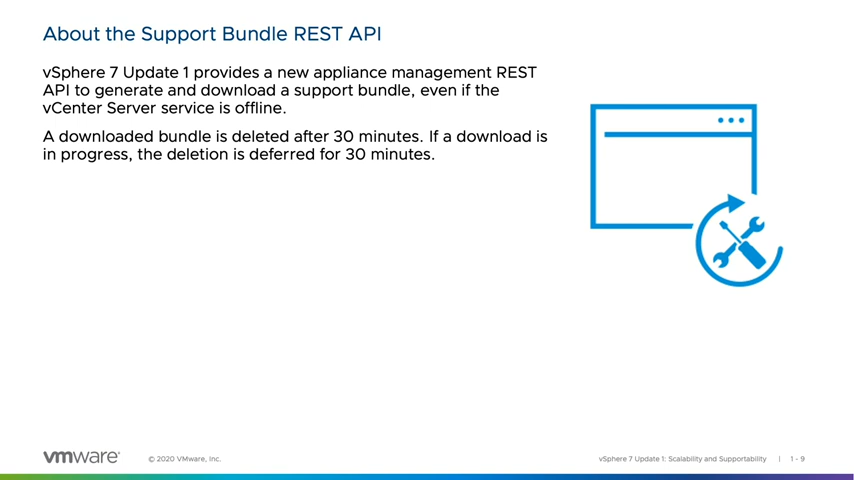 About the Support Bundle REST API
vSphere 7 Update 1 provides a new appliance management REST
API to generate and download a support bundle, even if the
vCenter Server service is offline.
A downloaded bundle is deleted after 30 minutes. If a download is
in progress, the deletion is deferred for 30 minutes.
vmware
© 2020 VMware, Inc.
vSphere 7 Update 1: Scalability and Supportability | 1 - 9